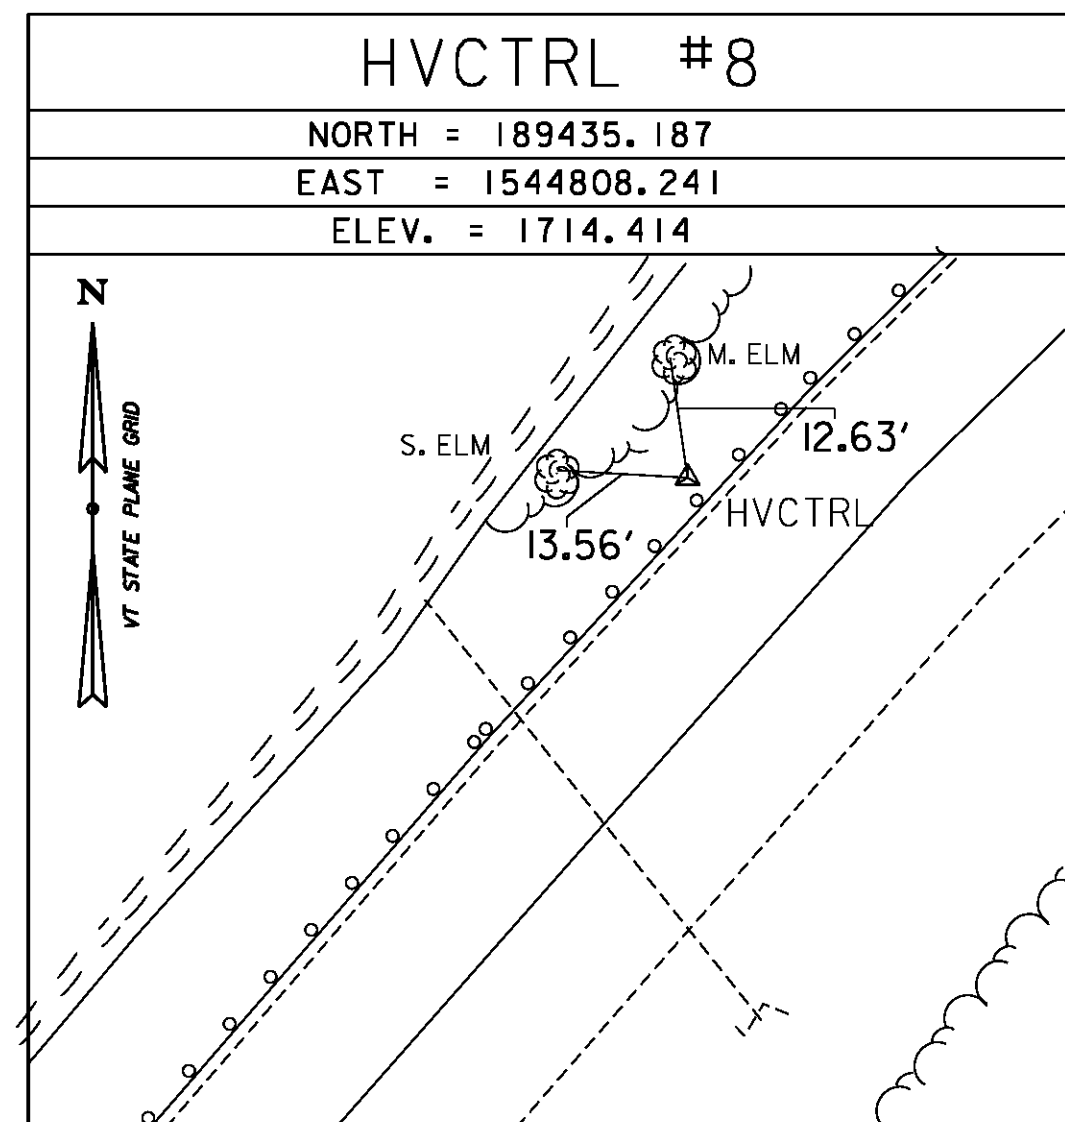 HVCTRL #8
NORTH = 189435.187
EAST = 1544808.241
ELEV. = 1714.414
N
VT STATE PLANE GRID
M. ELM
12.63'
S. ELM
HVCTRL
13.56'